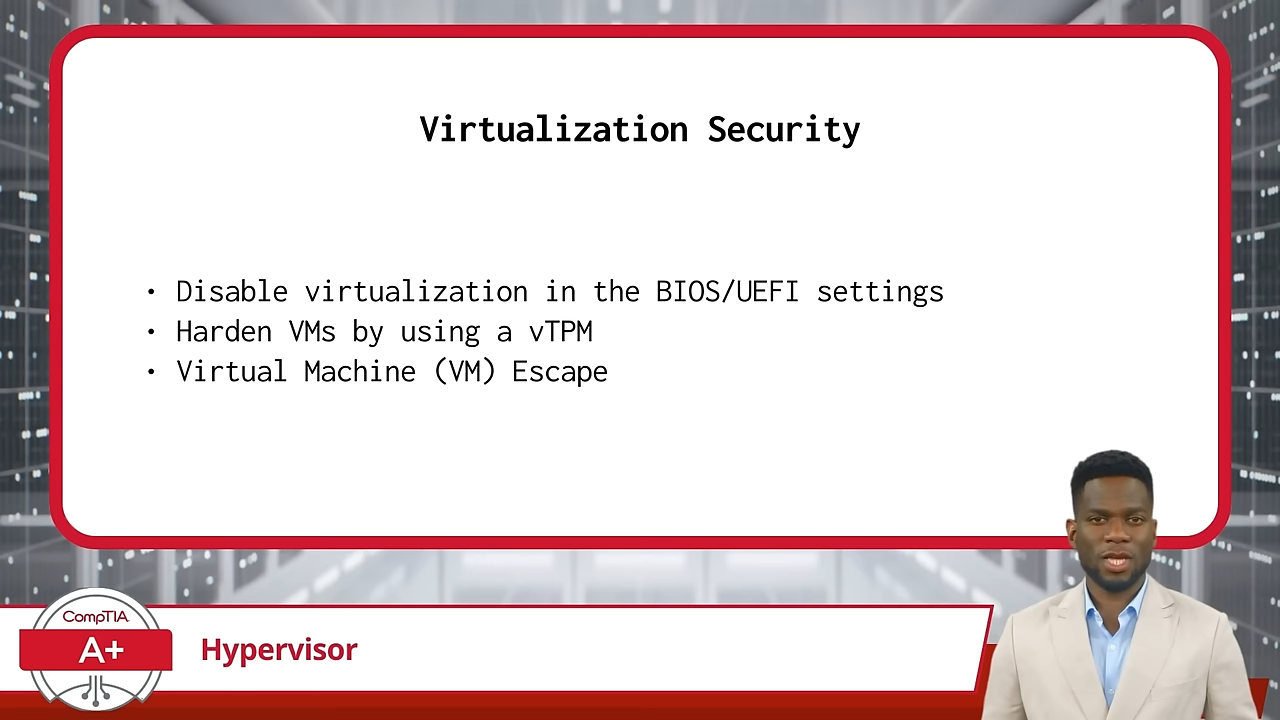 Virtualization Security
• Disable virtualization in the BIOS/UEFI settings
• Harden VMs by using a vTPM
• Virtual Machine (VM) Escape
CompTIA
A+
Hypervisor